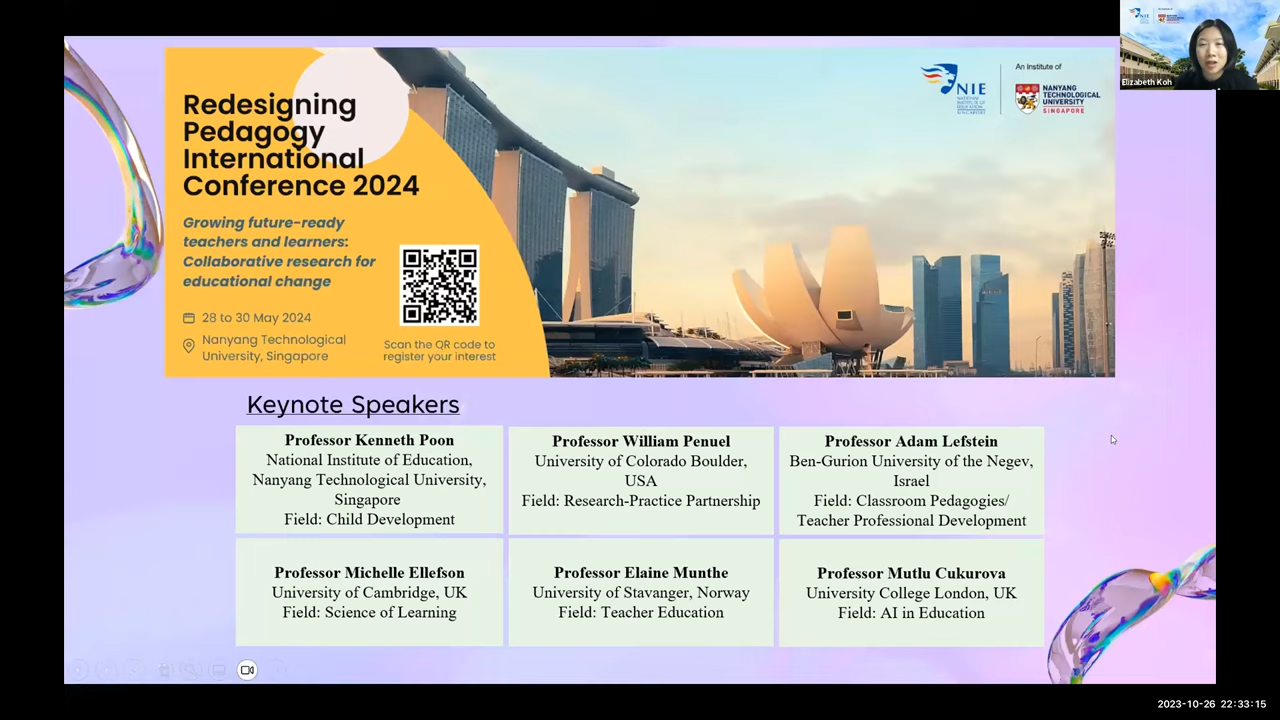 Redesigning
Pedagogy
International
Conference 2024
Growing future-ready
teachers and learners:
Collaborative research for
educational change
28 to 30 May 2024
Nanyang Technological
University, Singapore
Scan the QR code to
register your interest
NIE
NATIONAL
INSTITUTE OF
EDUCATION
SINGAPORE
An Institute of
NANYANG
TECHNOLOGICAL
UNIVERSITY
SINGAPORE
Elizabeth Koh
Keynote Speakers
Professor Kenneth Poon
National Institute of Education,
Nanyang Technological University,
Singapore
Field: Child Development
Professor William Penuel
University of Colorado Boulder,
USA
Field: Research-Practice Partnership
Professor Adam Lefstein
Ben-Gurion University of the Negev,
Israel
Field: Classroom Pedagogies/
Teacher Professional Development
Professor Michelle Ellefson
University of Cambridge, UK
Field: Science of Learning
Professor Elaine Munthe
University of Stavanger, Norway
Field: Teacher Education
Professor Mutlu Cukurova
University College London, UK
Field: AI in Education
2023-10-26 22:33:15